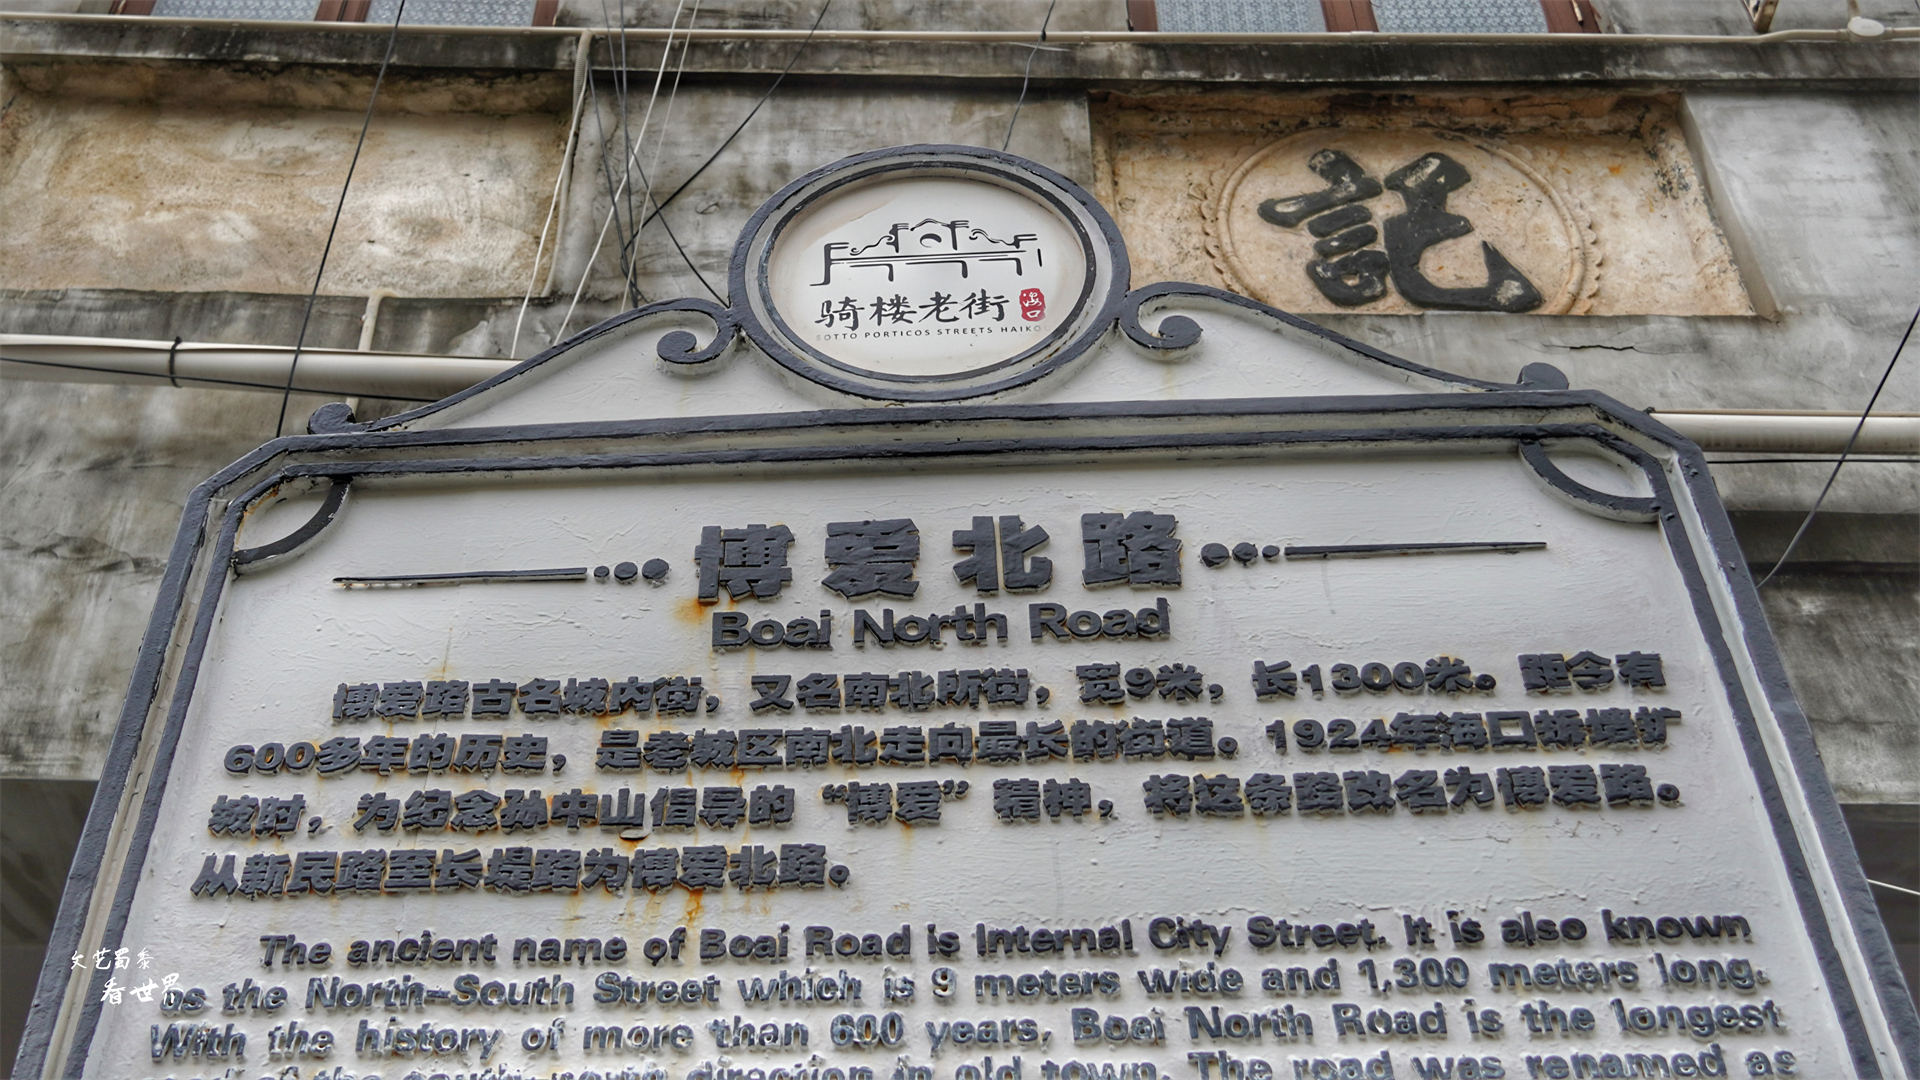 記
骑楼老街 海口
SOTTO PORTICOS STREETS HAIKOU
博爱北路
Boai North Road
博爱路古名城内街，又名南北所街，宽9米，长1300米。距今有
600多年的历史，是老城区南北走向最长的街道。1924年海口拆墙扩
城时，为纪念孙中山倡导的“博爱”精神，将这条路改名为博爱路。
从新民路至长堤路为博爱北路。
The ancient name of Boai Road is Internal City Street. It is also known
as the North-South Street which is 9 meters wide and 1,300 meters long.
With the history of more than 600 years, Boai North Road is the longest
direction in old town. The road was renamed as
文艺蜀黍
看世界